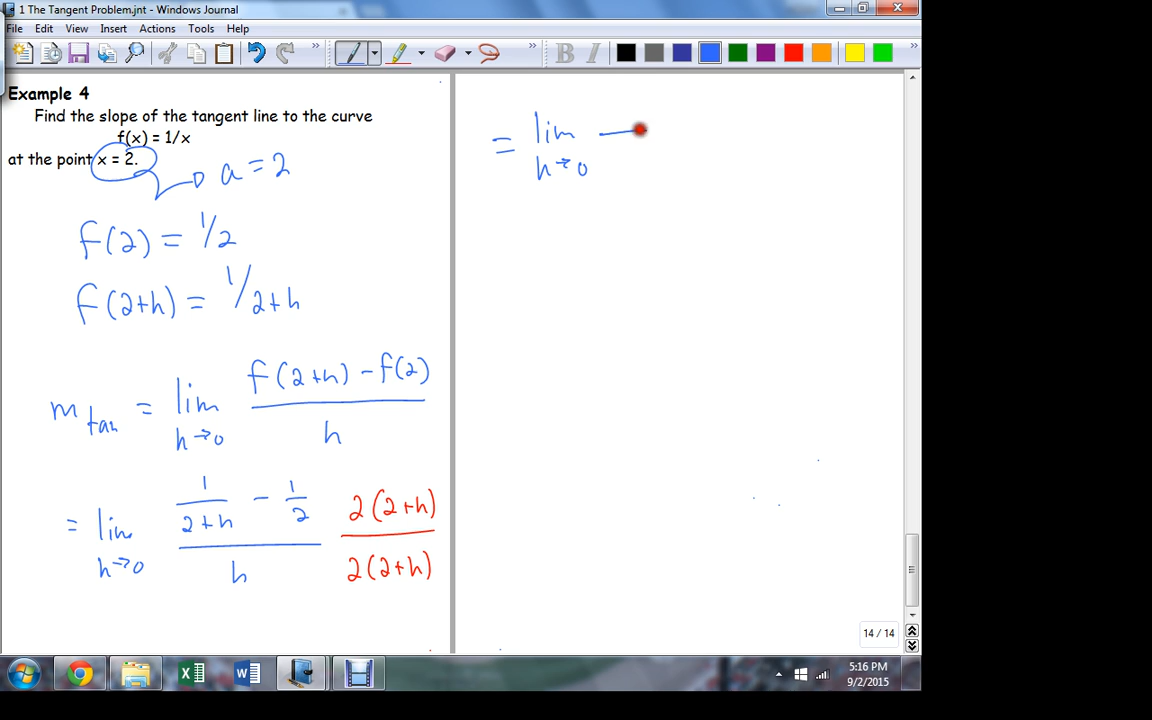 1 The Tangent Problem.jnt - Windows Journal
File Edit View Insert Actions Tools Help
B I
Example 4
Find the slope of the tangent line to the curve
f(x) = 1/x
at the point x = 2.
a = 2
f(2) = 1/2
f(2+h) = 1/2+h
m tan = lim h→0 f(2+h) - f(2) / h
= lim h→0 1/2+h - 1/2 / h 2(2+h) / 2(2+h)
= lim h→0
14 / 14
5:16 PM
9/2/2015